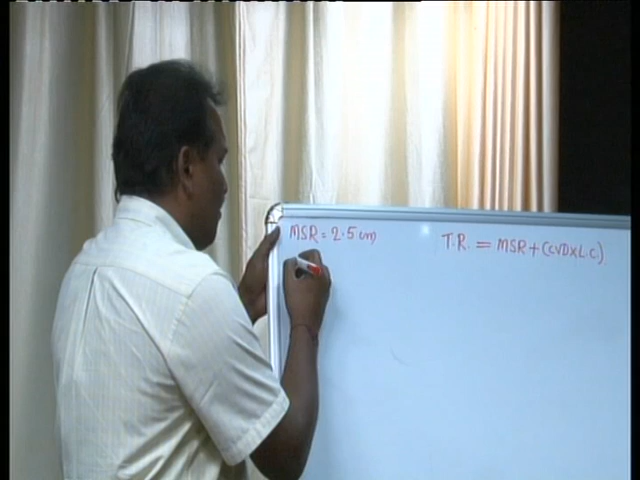 MSR = 2.5 cm
T.R. = MSR + (CVD x L.C)